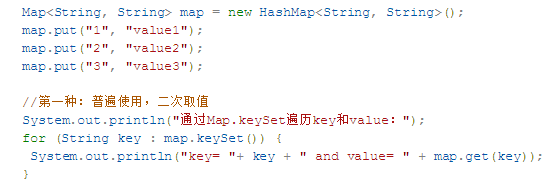 Map<String, String> map = new HashMap<String, String>();
map.put("1", "value1");
map.put("2", "value2");
map.put("3", "value3");
//第一种：普遍使用，二次取值
System.out.println("通过Map.keySet遍历key和value：");
for (String key : map.keySet()) {
System.out.println("key= "+ key + " and value= " + map.get(key));
}